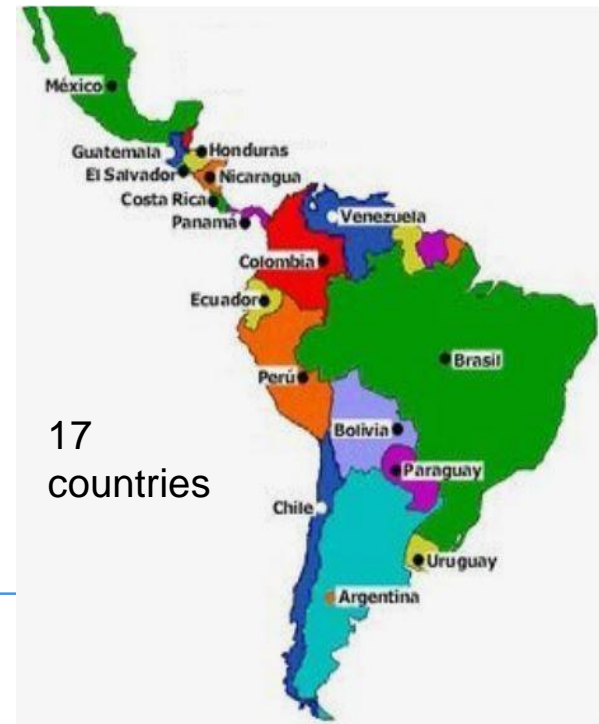 México
Guatemala
Honduras
El Salvador
Nicaragua
Costa Rica
Panamá
Venezuela
Colombia
Ecuador
Brasil
Perú
Bolivia
17
countries
Paraguay
Chile
Uruguay
Argentina